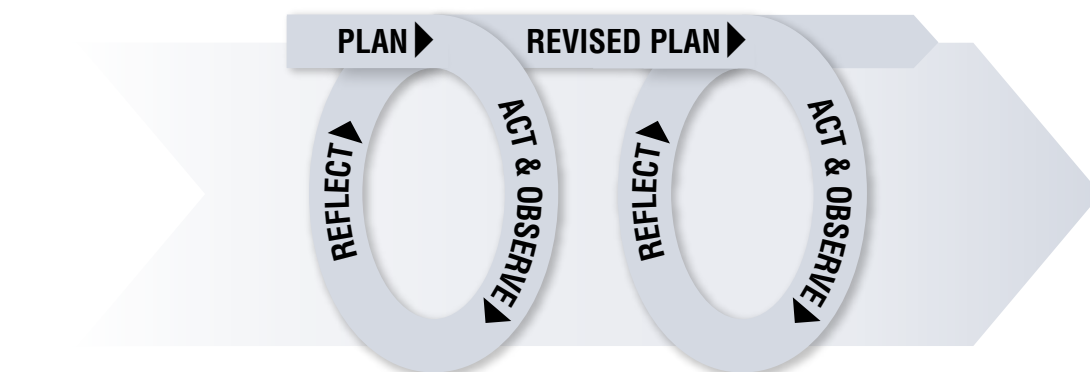 PLAN
REVISED PLAN
ACT & OBSERVE
REFLECT
ACT & OBSERVE
REFLECT